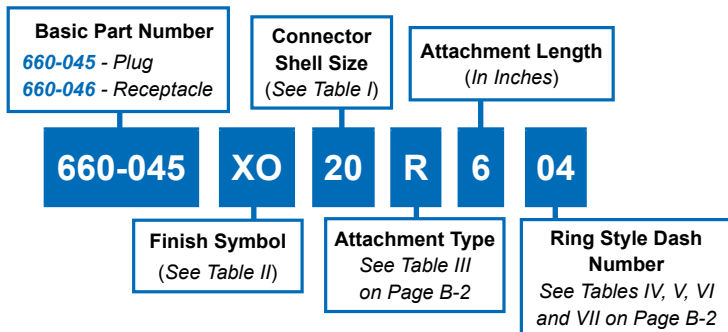 Basic Part Number
660-045 - Plug
660-046 - Receptacle
Connector
Shell Size
(See Table I)
Attachment Length
(In Inches)
660-045 XO 20 R 6 04
Finish Symbol
(See Table II)
Attachment Type
See Table III
on Page B-2
Ring Style Dash
Number
See Tables IV, V, VI
and VII on Page B-2